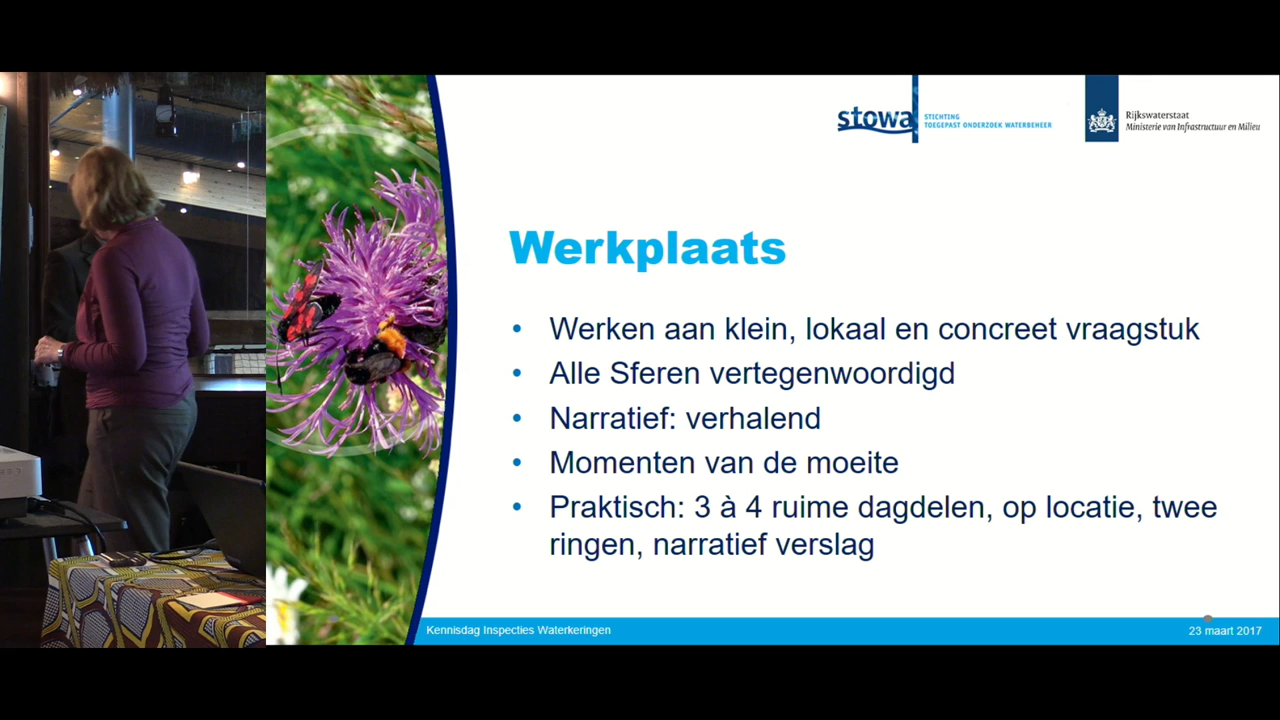 stowa
STICHTING
TOEGEPAST ONDERZOEK WATERBEHEER
Rijkswaterstaat
Ministerie van Infrastructuur en Milieu
Werkplaats
• Werken aan klein, lokaal en concreet vraagstuk
• Alle Sferen vertegenwoordigd
• Narratief: verhalend
• Momenten van de moeite
• Praktisch: 3 à 4 ruime dagdelen, op locatie, twee
ringen, narratief verslag
Kennisdag Inspecties Waterkeringen
23 maart 2017